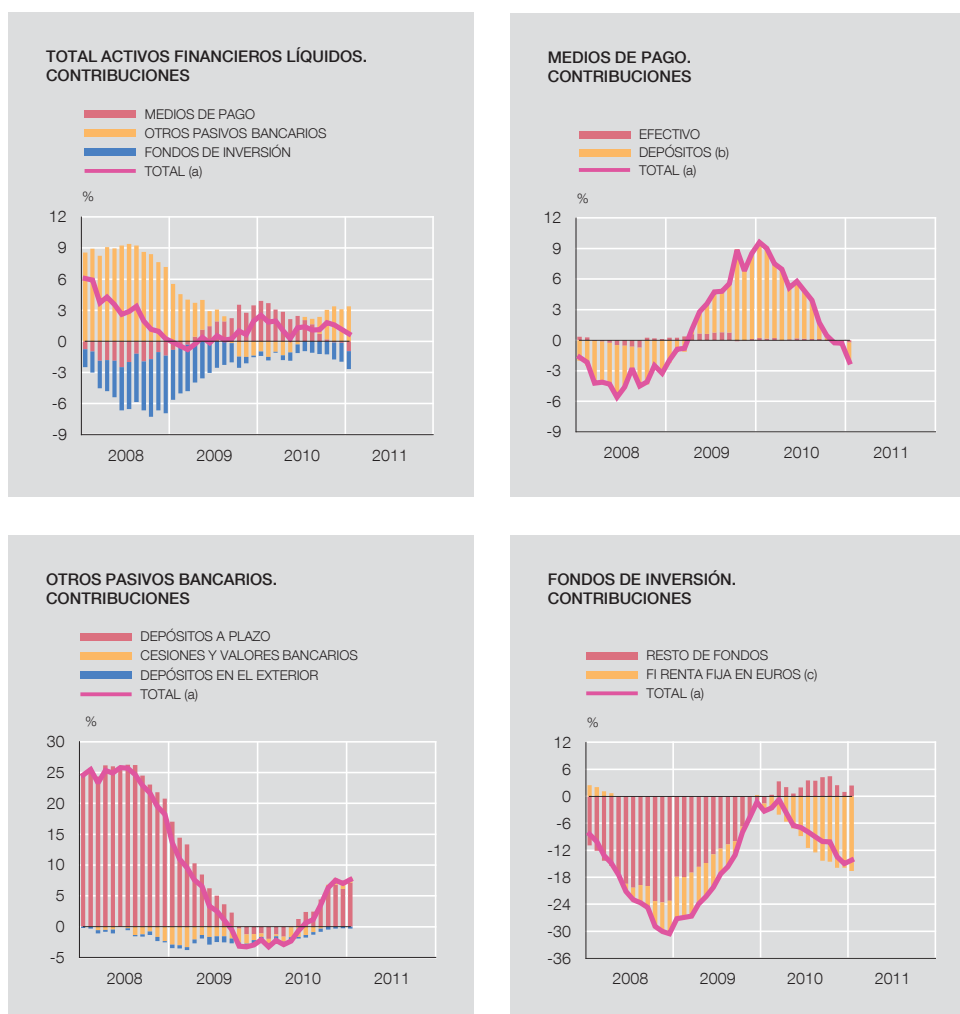 TOTAL ACTIVOS FINANCIEROS LÍQUIDOS.
CONTRIBUCIONES
MEDIOS DE PAGO
OTROS PASIVOS BANCARIOS
FONDOS DE INVERSIÓN
TOTAL (a)
%
12
9
6
3
0
-3
-6
-9
2008 2009 2010 2011
MEDIOS DE PAGO.
CONTRIBUCIONES
EFECTIVO
DEPÓSITOS (b)
TOTAL (a)
%
12
9
6
3
0
-3
-6
-9
2008 2009 2010 2011
OTROS PASIVOS BANCARIOS.
CONTRIBUCIONES
DEPÓSITOS A PLAZO
CESIONES Y VALORES BANCARIOS
DEPÓSITOS EN EL EXTERIOR
TOTAL (a)
%
30
25
20
15
10
5
0
-5
2008 2009 2010 2011
FONDOS DE INVERSIÓN.
CONTRIBUCIONES
RESTO DE FONDOS
FI RENTA FIJA EN EUROS (c)
TOTAL (a)
%
12
6
0
-6
-12
-18
-24
-30
-36
2008 2009 2010 2011